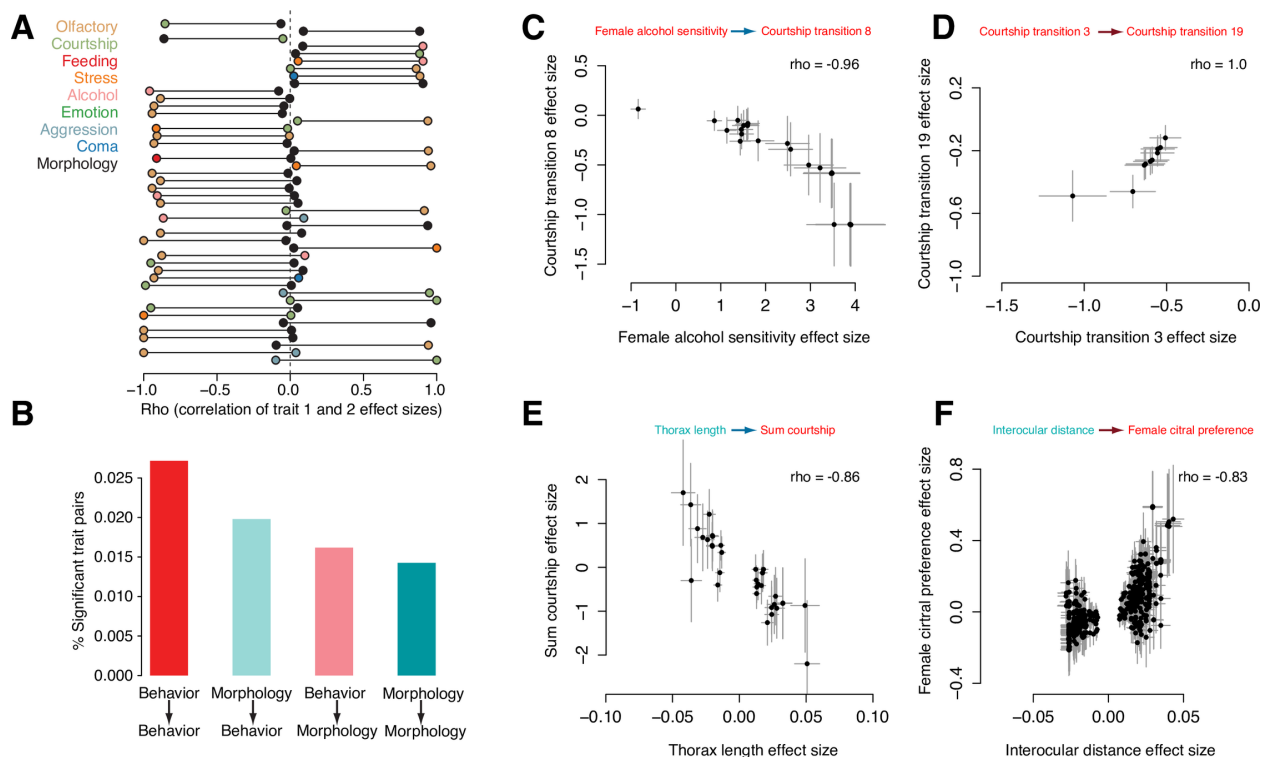 A
Olfactory
Courtship
Feeding
Stress
Alcohol
Emotion
Aggression
Coma
Morphology
−1.0 −0.5 0.0 0.5 1.0
Rho (correlation of trait 1 and 2 effect sizes)
B
% Significant trait pairs
0.025
0.020
0.015
0.010
0.005
0.000
Behavior Morphology Behavior Morphology
Behavior Behavior Morphology Morphology
C
Female alcohol sensitivity Courtship transition 8
rho = -0.96
Courtship transition 8 effect size
0.5
0.0
−0.5
−1.0
−1.5
−1 0 1 2 3 4
Female alcohol sensitivity effect size
D
Courtship transition 3 Courtship transition 19
rho = 1.0
Courtship transition 19 effect size
0.2
−0.2
−0.6
−1.0
−1.5 −1.0 −0.5 0.0
Courtship transition 3 effect size
E
Thorax length Sum courtship
rho = -0.86
Sum courtship effect size
2
1
0
−1
−2
−0.10 −0.05 0.00 0.05 0.10
Thorax length effect size
F
Interocular distance Female citral preference
rho = -0.83
Female cirtral preference effect size
0.8
0.4
0.0
−0.4
−0.05 0.00 0.05
Interocular distance effect size